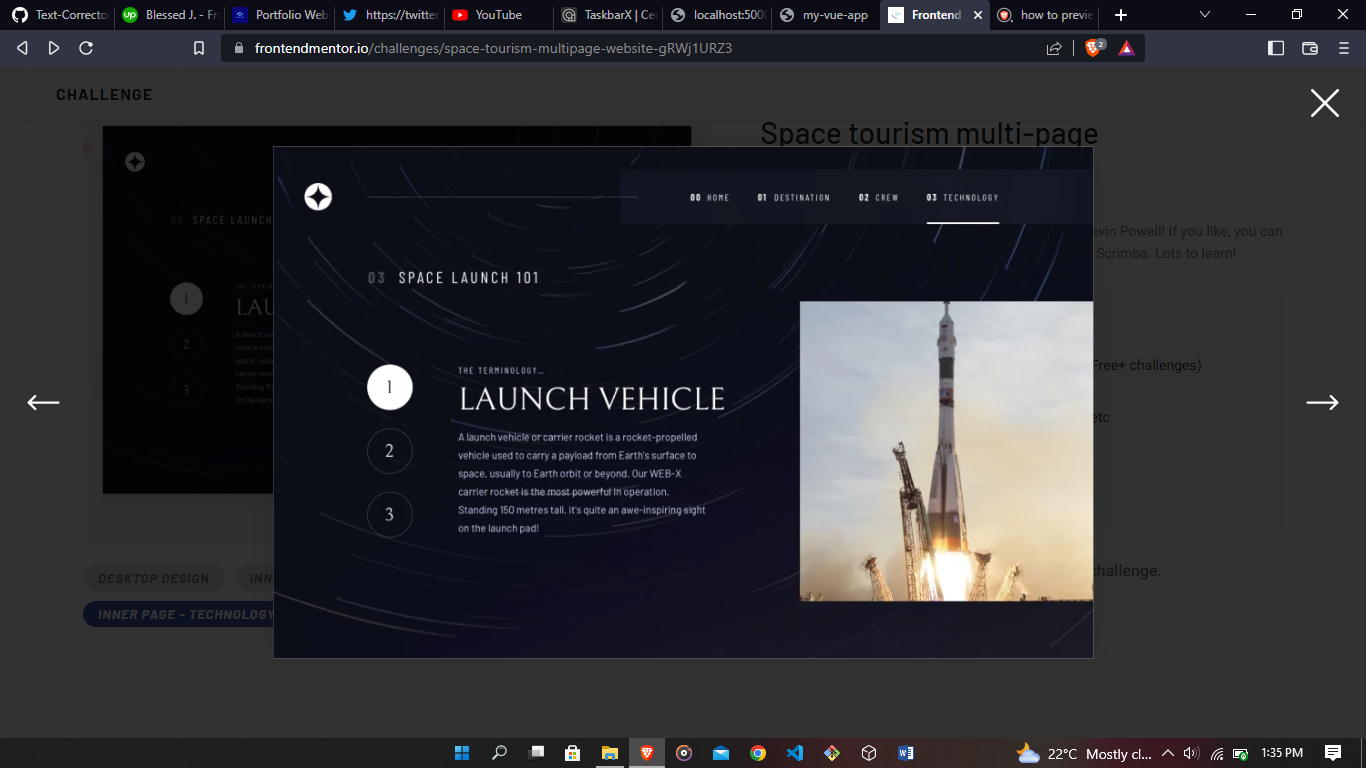 Text-Correcto
Blessed J. - Fr
Portfolio Web
https://twitter
YouTube
TaskbarX | Ce
localhost:5000
my-vue-app
Frontend
how to previe
frontendmentor.io/challenges/space-tourism-multipage-website-gRWj1URZ3
2
CHALLENGE
Space tourism multi-page
00 HOME
01 DESTINATION
02 CREW
03 TECHNOLOGY
03 SPACE LAUNCH
evin Powell! If you like, you can
Scrimba. Lots to learn!
03 SPACE LAUNCH 101
1
2
3
THE TERMIN
LAU
Free+ challenges)
etc
1
2
3
THE TERMINOLOGY...
LAUNCH VEHICLE
A launch vehicle or carrier rocket is a rocket-propelled
vehicle used to carry a payload from Earth's surface to
space, usually to Earth orbit or beyond. Our WEB-X
carrier rocket is the most powerful in operation.
Standing 150 metres tall, it's quite an awe-inspiring sight
on the launch pad!
challenge.
DESKTOP DESIGN
INN
INNER PAGE - TECHNOLOGY
22°C Mostly cl...
1:35 PM